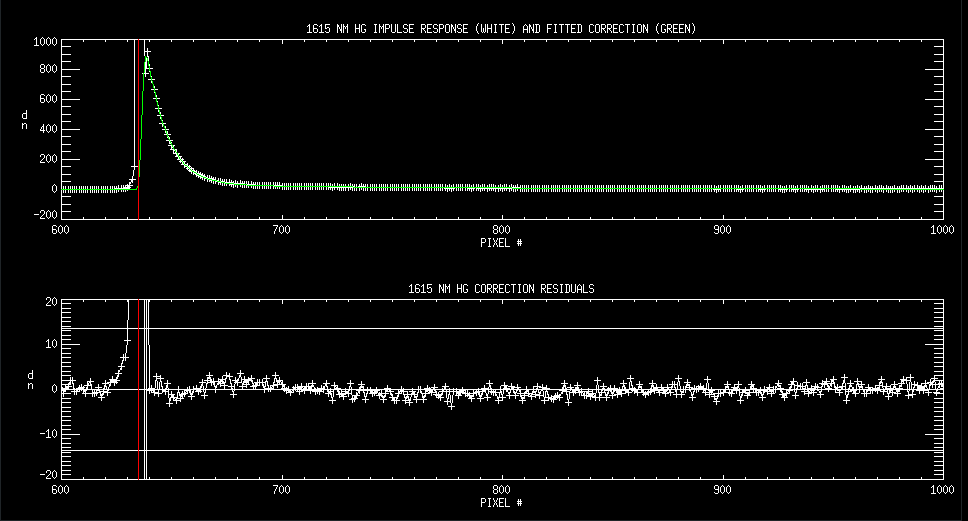 1615 NM HG IMPULSE RESPONSE (WHITE) AND FITTED CORRECTION (GREEN)
1000
800
600
dn
400
200
0
-200
600 700 800 900 1000
PIXEL #
1615 NM HG CORRECTION RESIDUALS
20
10
dn
0
-10
-20
600 700 800 900 1000
PIXEL #